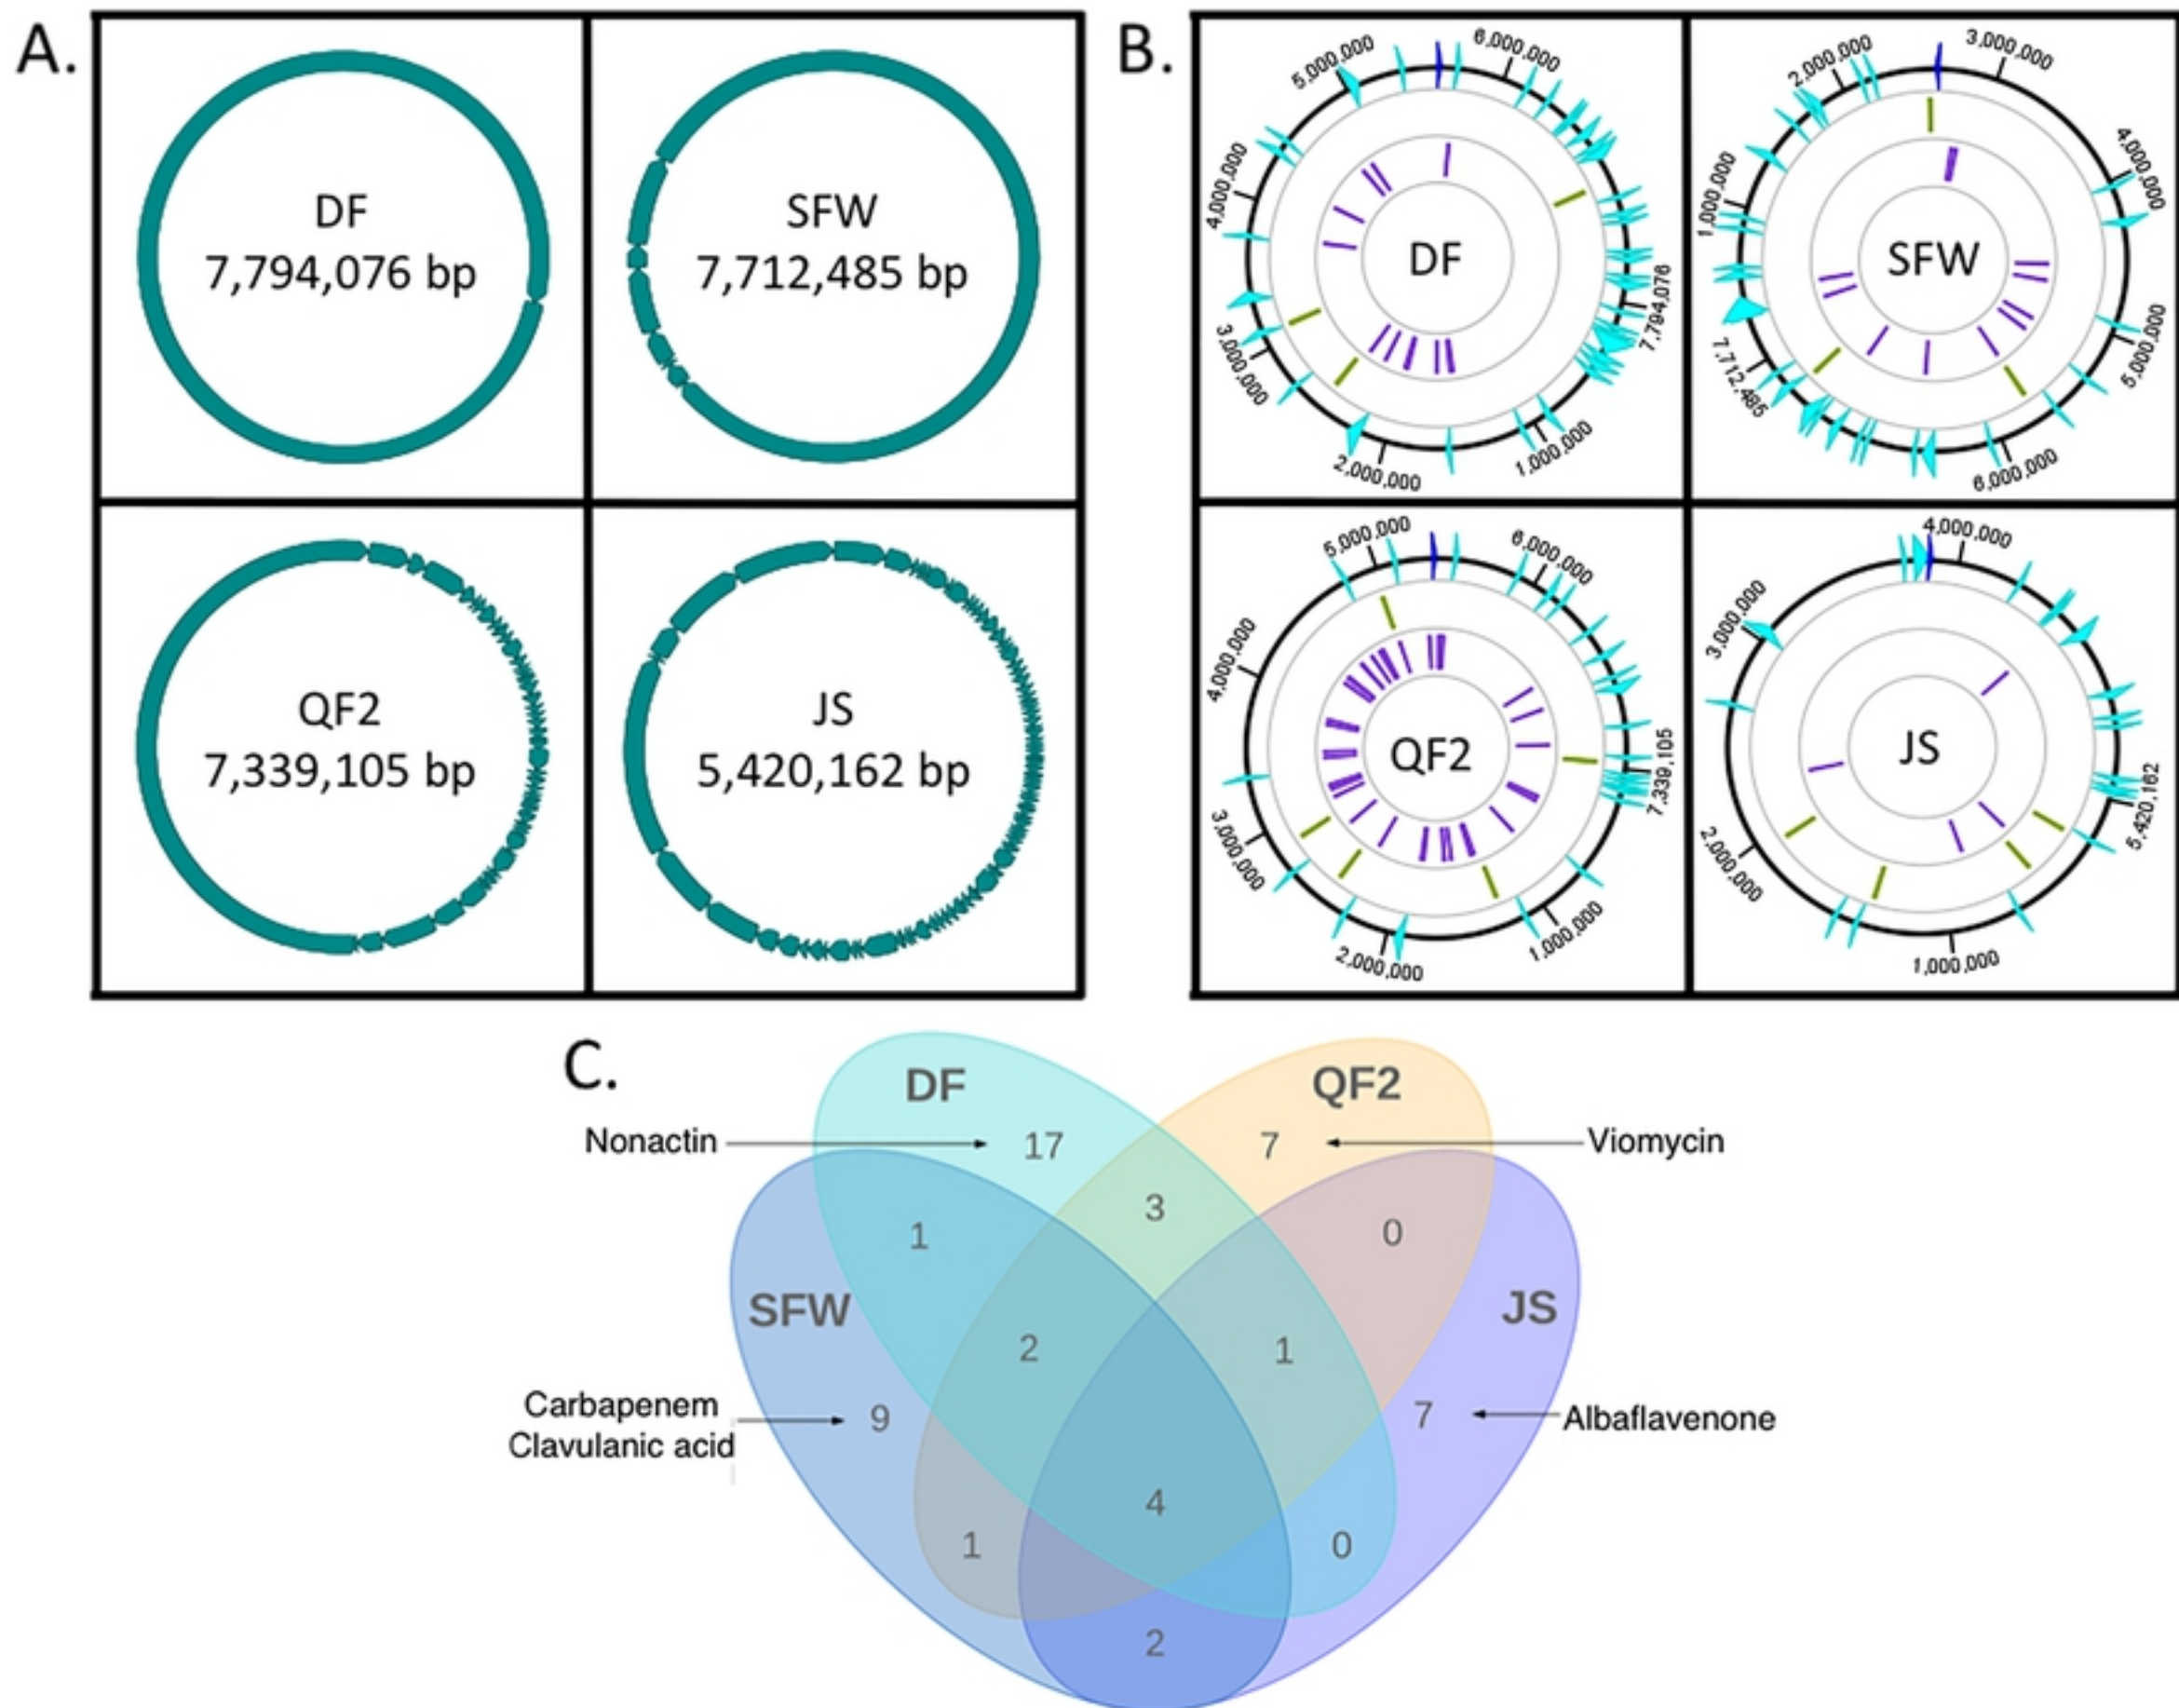 A.
DF
7,794,076 bp
SFW
7,712,485 bp
QF2
7,339,105 bp
JS
5,420,162 bp
B.
5,000,000
6,000,000
4,000,000
7,794,076
3,000,000
2,000,000
1,000,000
DF
2,000,000
3,000,000
1,000,000
4,000,000
SFW
7,712,485
5,000,000
6,000,000
5,000,000
6,000,000
4,000,000
7,339,105
QF2
3,000,000
2,000,000
1,000,000
4,000,000
3,000,000
JS
2,000,000
5,420,162
1,000,000
C.
DF
QF2
Nonactin
17
7
Viomycin
3
1
0
SFW
JS
2
1
Carbapenem
Clavulanic acid
9
7
Albaflavenone
4
1
0
2